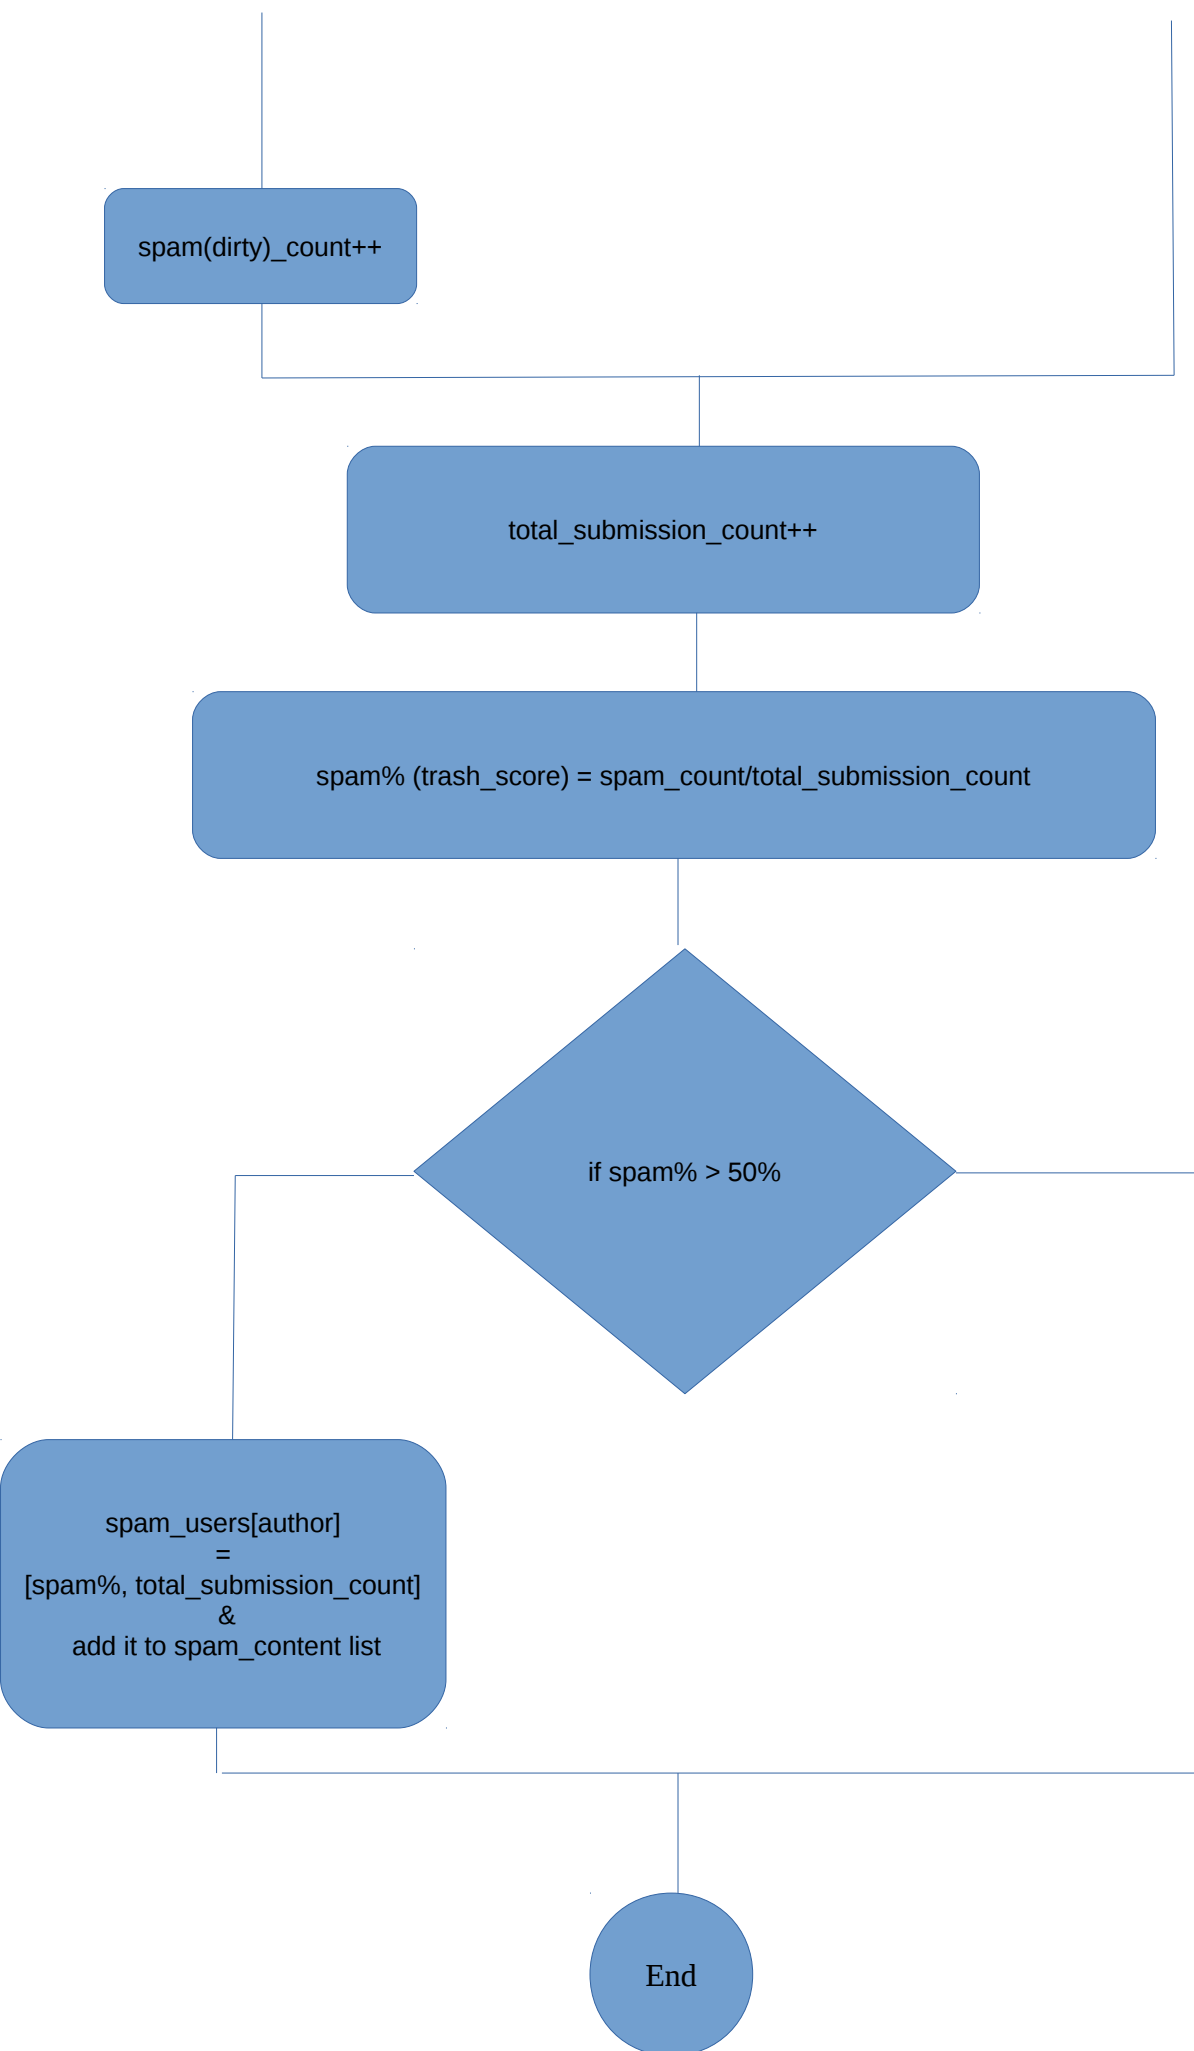 spam(dirty)_count++
total_submission_count++
spam% (trash_score) = spam_count/total_submission_count
if spam% > 50%
spam_users[author]
=
[spam%, total_submission_count]
&
add it to spam_content list
End